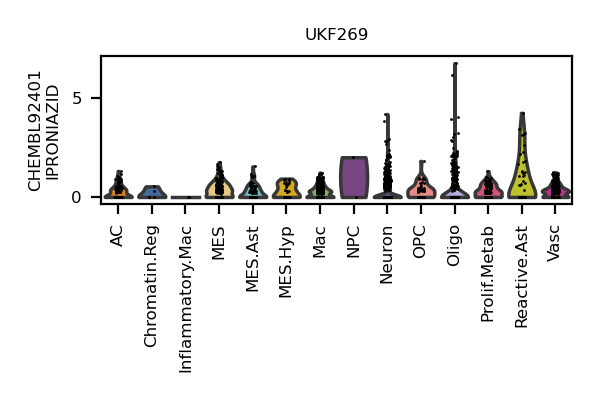 UKF269
CHEMBL92401
IPRONIAZID
5
0
AC
Chromatin.Reg
Inflammatory.Mac
MES
MES.Ast
MES.Hyp
Mac
NPC
Neuron
OPC
Oligo
Prolif.Metab
Reactive.Ast
Vasc